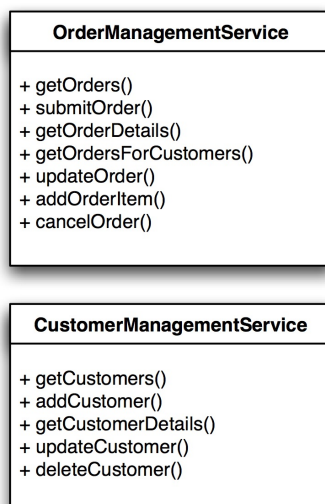 OrderManagementService
+ getOrders()
+ submitOrder()
+ getOrderDetails()
+ getOrdersForCustomers()
+ updateOrder()
+ addOrderItem()
+ cancelOrder()
CustomerManagementService
+ getCustomers()
+ addCustomer()
+ getCustomerDetails()
+ updateCustomer()
+ deleteCustomer()